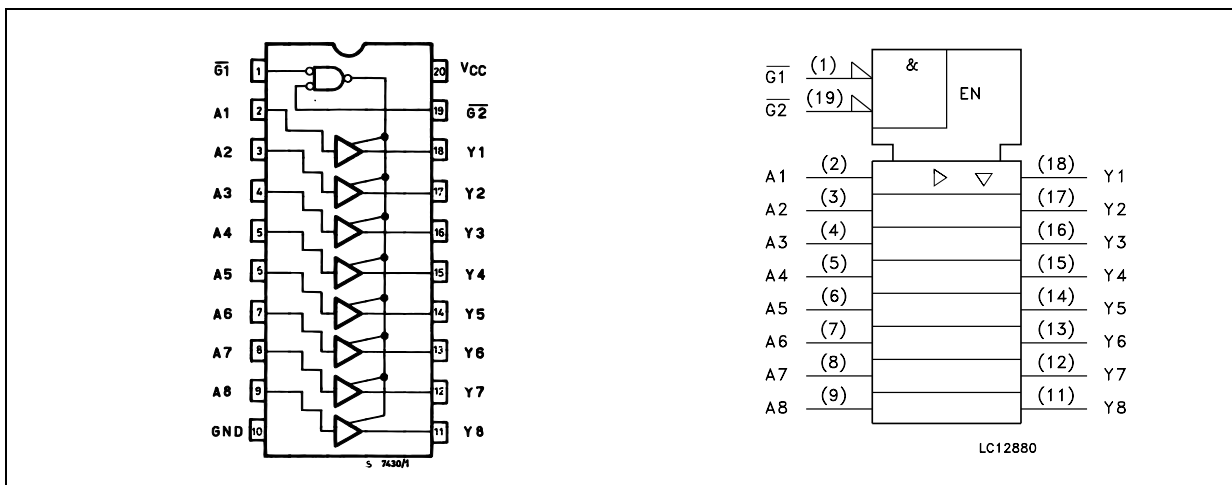 G1 1 20 VCC
A1 2 19 G2
A2 3 18 Y1
A3 4 17 Y2
A4 5 16 Y3
A5 6 15 Y4
A6 7 14 Y5
A7 8 13 Y6
A8 9 12 Y7
GND 10 11 Y8
S 7430/1
G1 (1) & EN
G2 (19)
A1 (2) (18) Y1
A2 (3) (17) Y2
A3 (4) (16) Y3
A4 (5) (15) Y4
A5 (6) (14) Y5
A6 (7) (13) Y6
A7 (8) (12) Y7
A8 (9) (11) Y8
LC12880